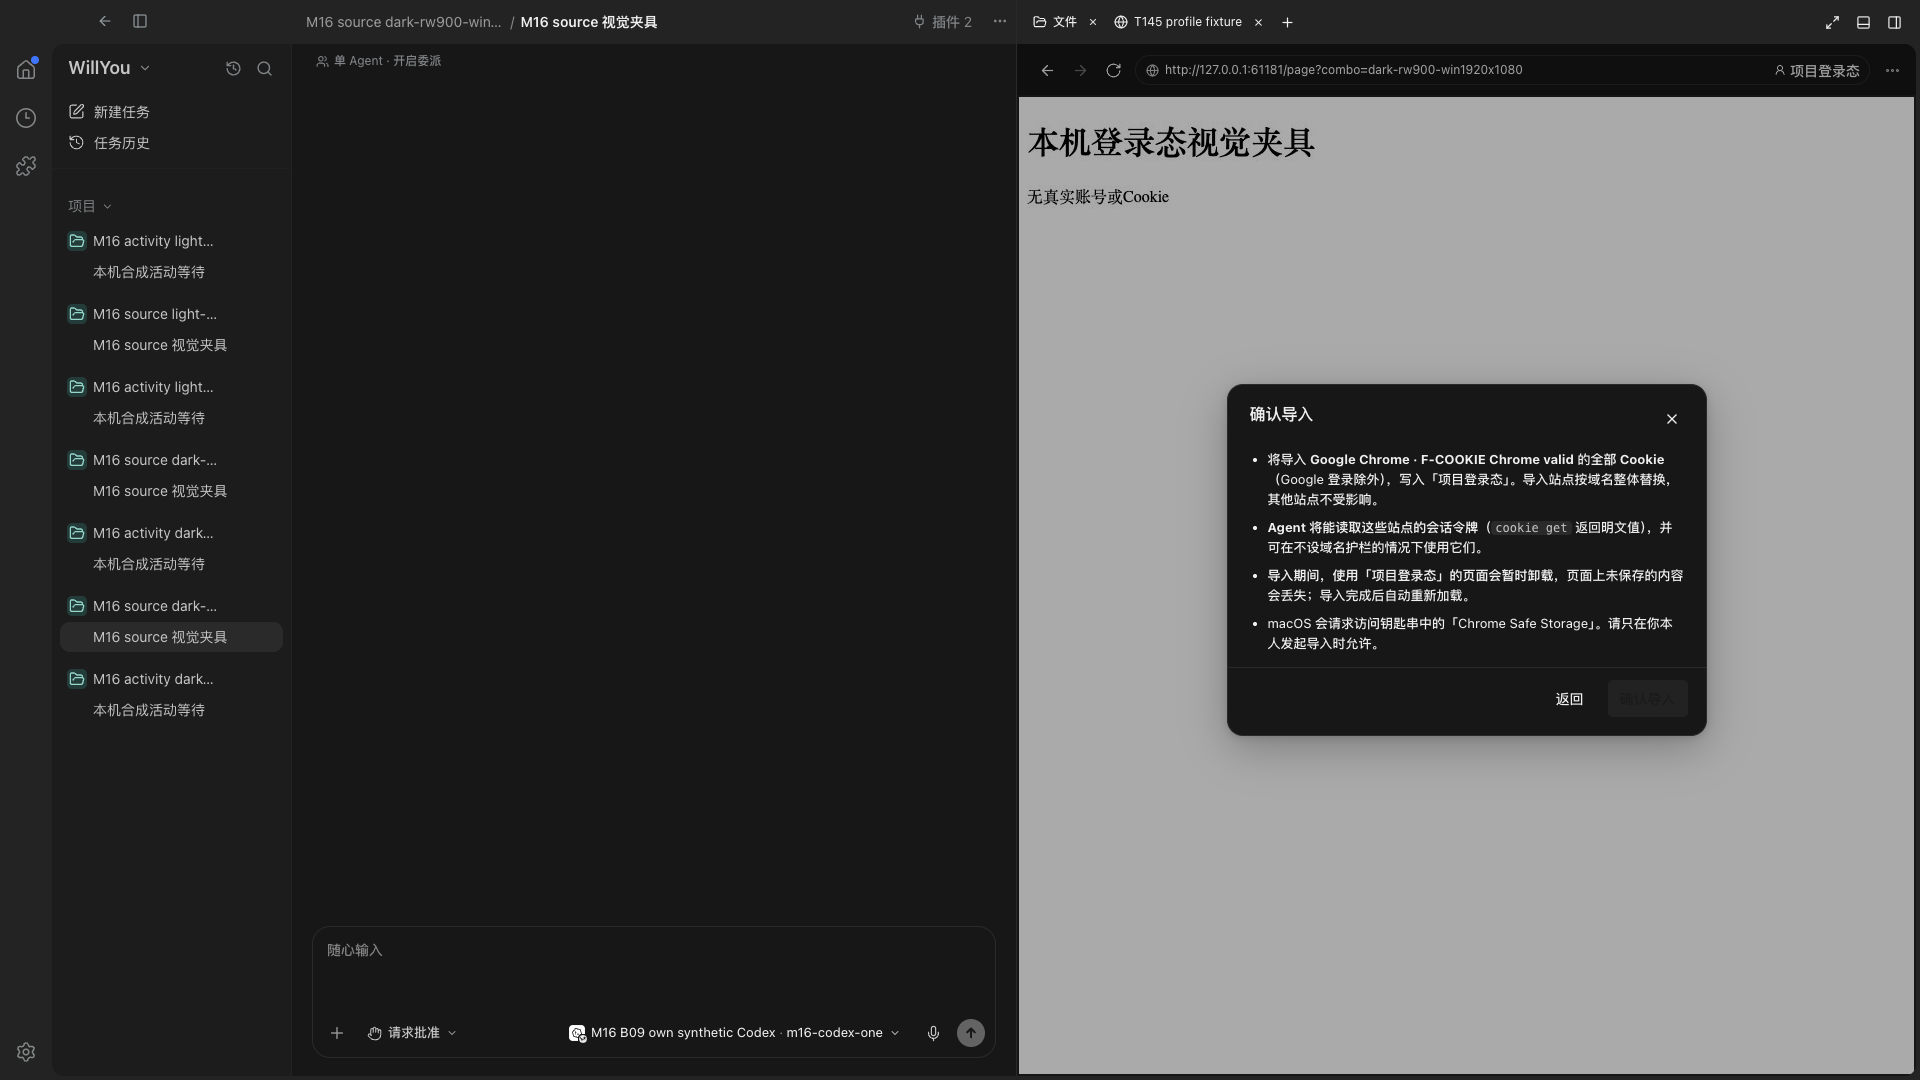 M16 source dark-rw900-win... / M16 source 视觉夹具
插件 2
文件
T145 profile fixture
WillYou
新建任务
任务历史
项目
M16 activity light...
本机合成活动等待
M16 source light-...
M16 source 视觉夹具
M16 activity light...
本机合成活动等待
M16 source dark-...
M16 source 视觉夹具
M16 activity dark...
本机合成活动等待
M16 source dark-...
M16 source 视觉夹具
M16 activity dark...
本机合成活动等待
单 Agent · 开启委派
随心输入
请求批准
M16 B09 own synthetic Codex · m16-codex-one
http://127.0.0.1:61181/page?combo=dark-rw900-win1920x1080
项目登录态
本机登录态视觉夹具
无真实账号或Cookie
确认导入
将导入 Google Chrome · F-COOKIE Chrome valid 的全部 Cookie
（Google 登录除外），写入「项目登录态」。导入站点按域名整体替换，
其他站点不受影响。
Agent 将能读取这些站点的会话令牌（cookie get 返回明文值），并
可在不设域名护栏的情况下使用它们。
导入期间，使用「项目登录态」的页面会暂时卸载，页面上未保存的内容
会丢失；导入完成后自动重新加载。
macOS 会请求访问钥匙串中的「Chrome Safe Storage」。请只在你本
人发起导入时允许。
返回
确认导入